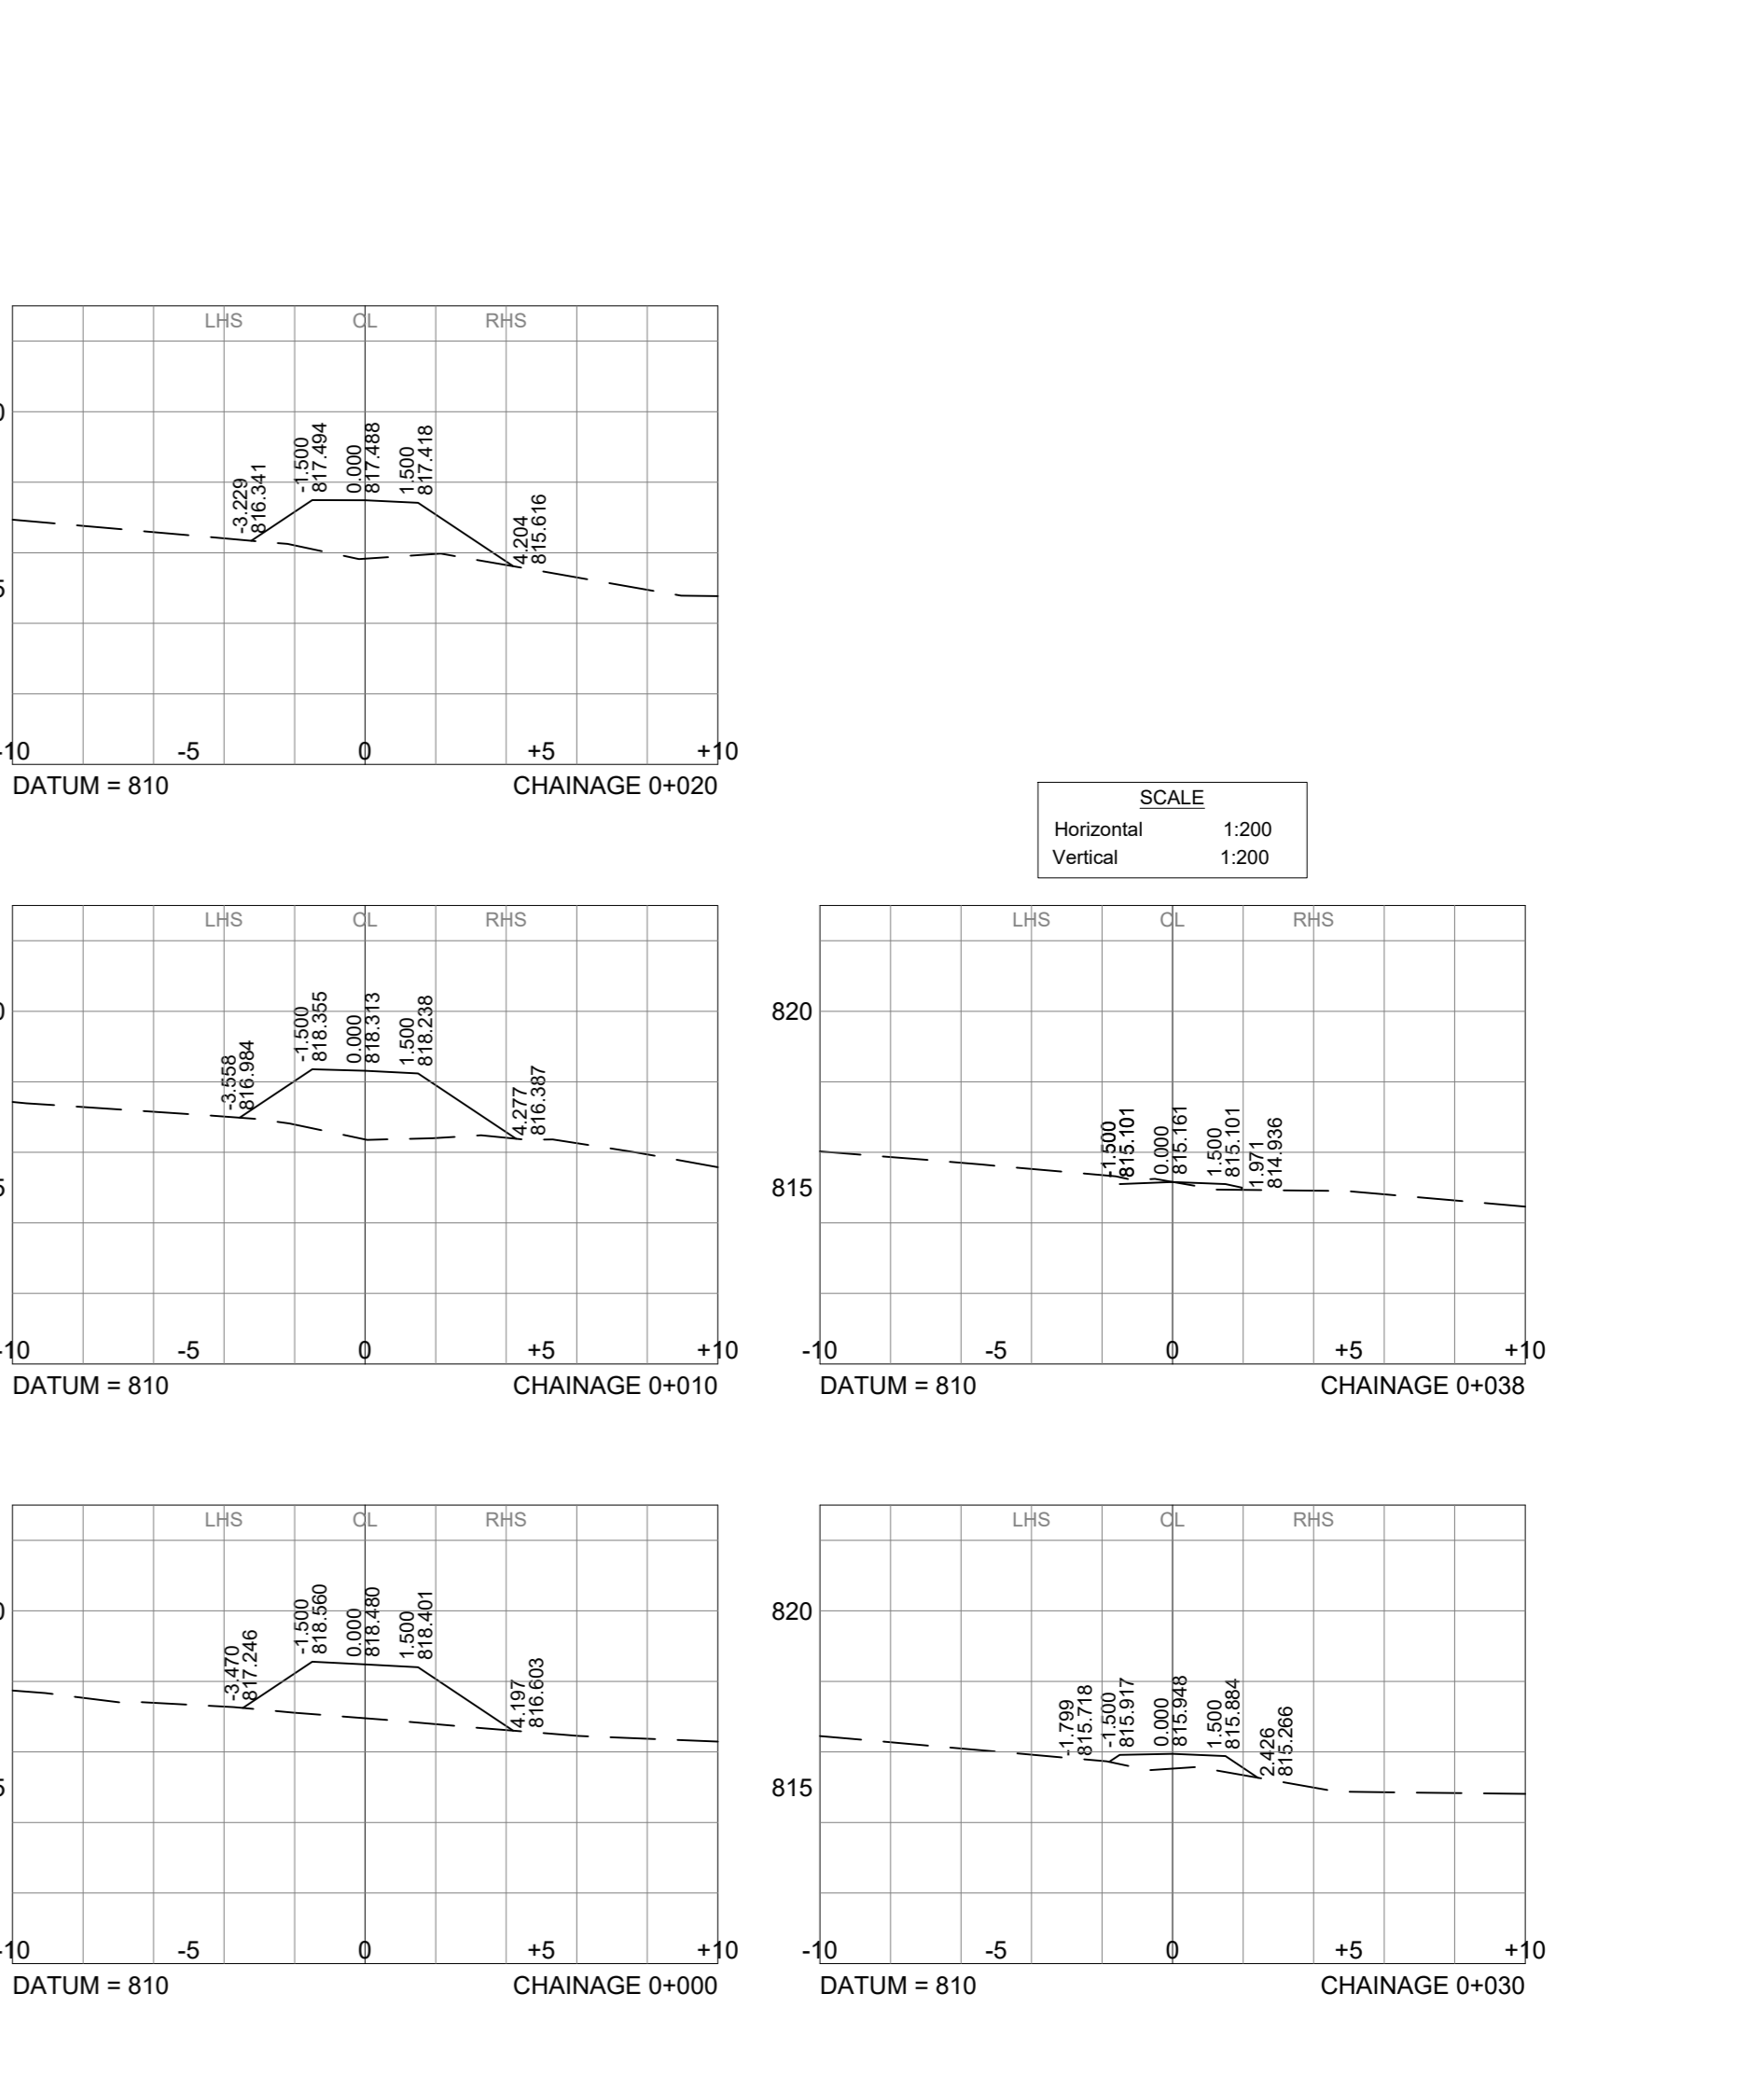 LHS CL RHS
-3.229
816.341
-1.500
817.494
0.000
817.488
1.500
817.418
4.204
815.616
-10 -5 0 +5 +10
DATUM = 810 CHAINAGE 0+020
SCALE
Horizontal 1:200
Vertical 1:200
LHS CL RHS
-3.558
816.984
-1.500
818.355
0.000
818.313
1.500
818.238
4.277
816.387
-10 -5 0 +5 +10
DATUM = 810 CHAINAGE 0+010
LHS CL RHS
820
815
-1.500
815.101
0.000
815.161
1.500
815.101
1.971
814.936
-10 -5 0 +5 +10
DATUM = 810 CHAINAGE 0+038
LHS CL RHS
-3.470
817.246
-1.500
818.560
0.000
818.480
1.500
818.401
4.197
816.603
-10 -5 0 +5 +10
DATUM = 810 CHAINAGE 0+000
LHS CL RHS
820
815
-1.799
815.718
-1.500
815.917
0.000
815.948
1.500
815.884
2.426
815.266
-10 -5 0 +5 +10
DATUM = 810 CHAINAGE 0+030